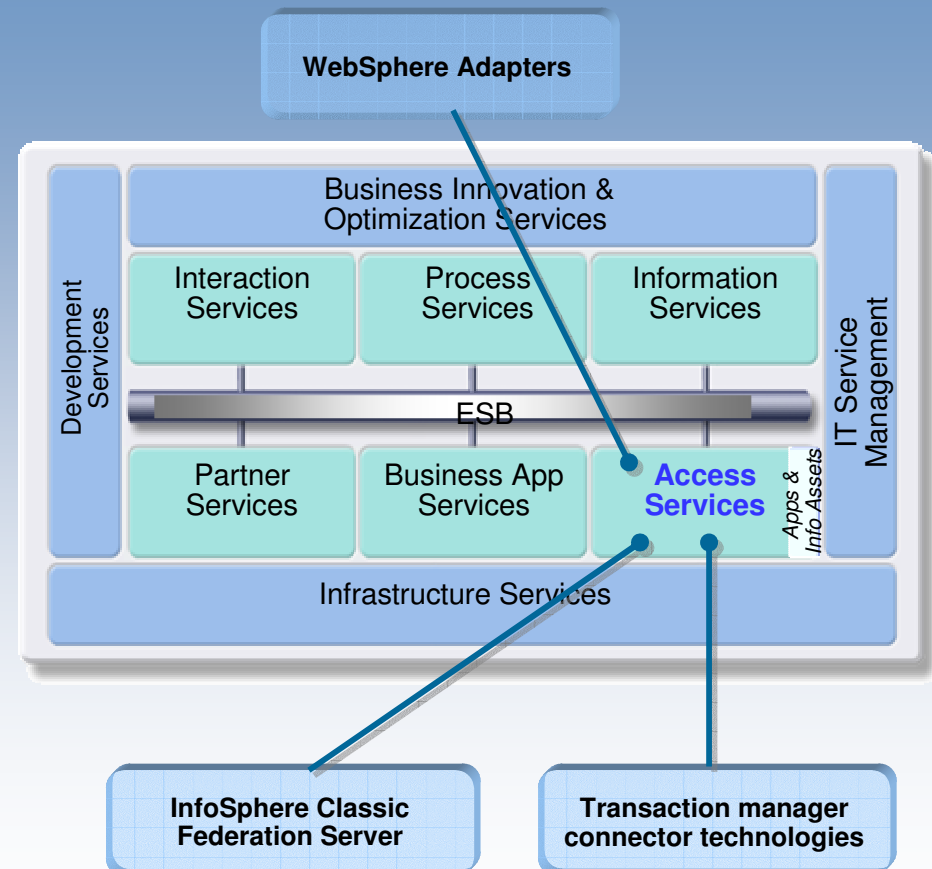 WebSphere Adapters
Business Innovation &
Optimization Services
Development
Services
Interaction
Services
Process
Services
Information
Services
IT Service
Management
ESB
Partner
Services
Business App
Services
Access
Services
Apps &
Info Assets
Infrastructure Services
InfoSphere Classic
Federation Server
Transaction manager
connector technologies